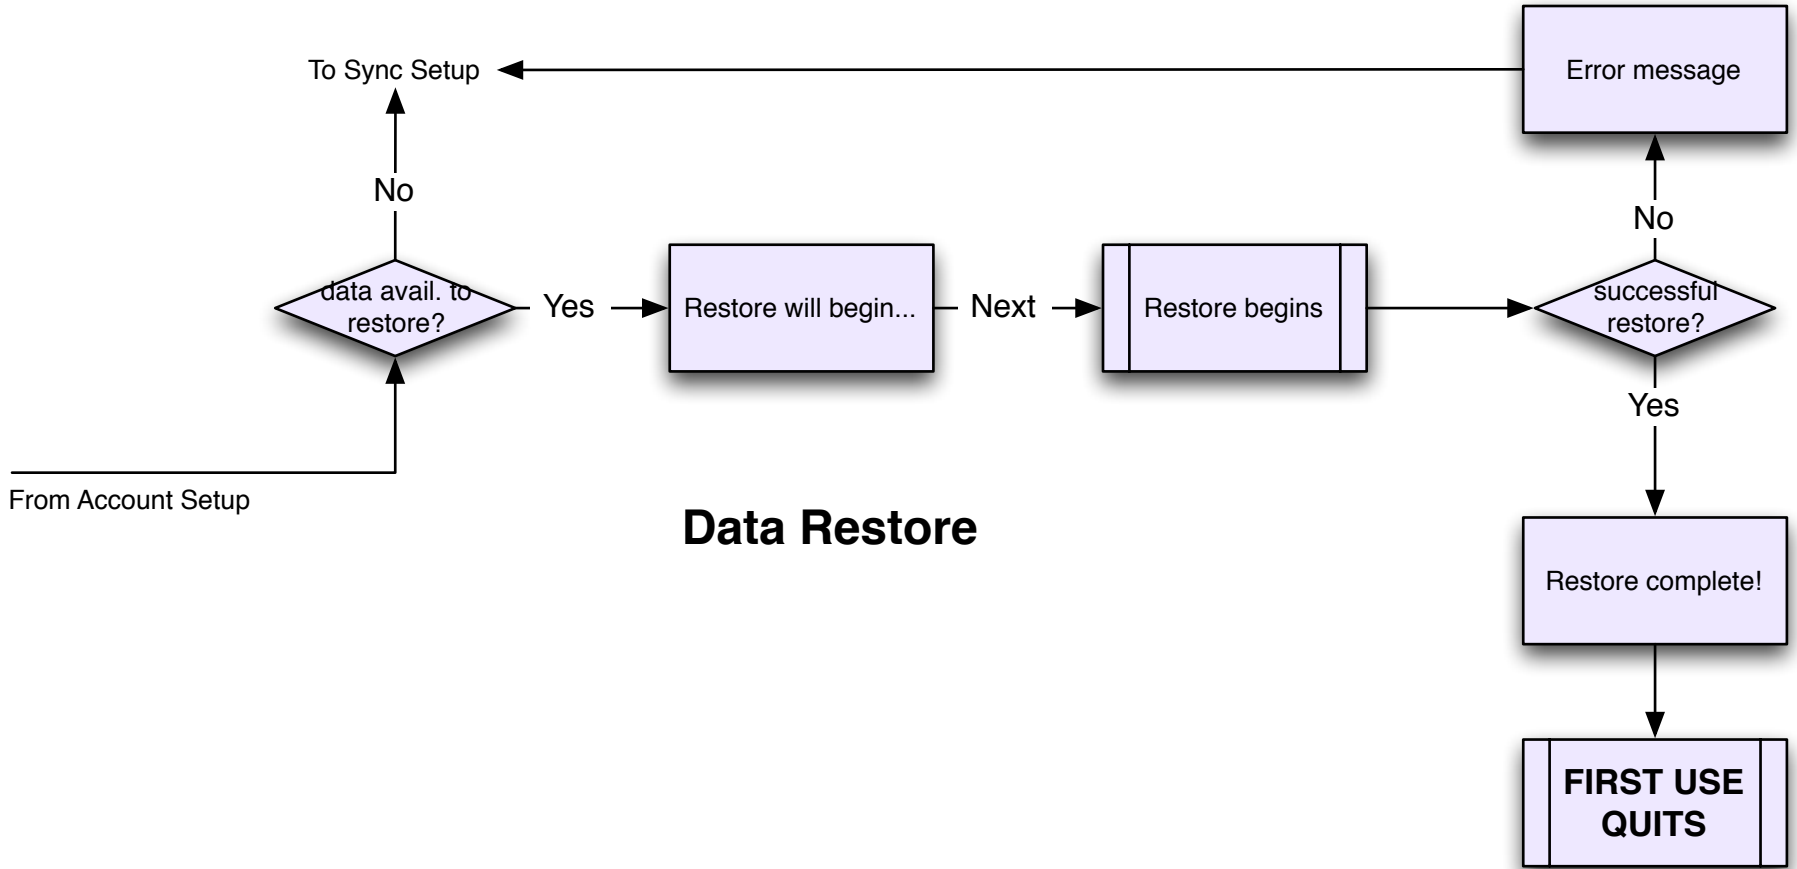 To Sync Setup
Error message
No
No
data avail. to
restore?
Yes
Restore will begin...
Next
Restore begins
successful
restore?
Yes
From Account Setup
Data Restore
Restore complete!
FIRST USE
QUITS